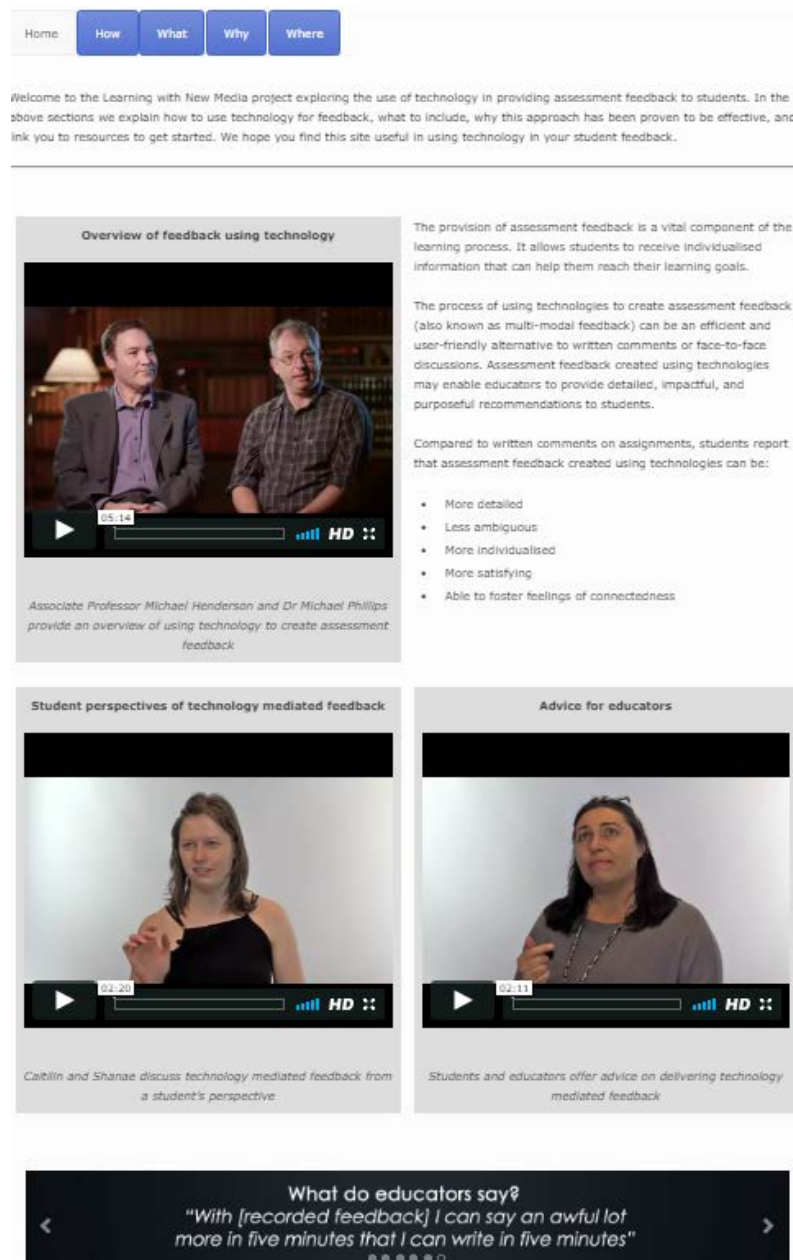 Home How What Why Where
Welcome to the Learning with New Media project exploring the use of technology in providing assessment feedback to students. In the
above sections we explain how to use technology for feedback, what to include, why this approach has been proven to be effective, and
link you to resources to get started. We hope you find this site useful in using technology in your student feedback.
Overview of feedback using technology
05:14
HD
Associate Professor Michael Henderson and Dr Michael Phillips
provide an overview of using technology to create assessment
feedback
The provision of assessment feedback is a vital component of the
learning process. It allows students to receive individualised
information that can help them reach their learning goals.
The process of using technologies to create assessment feedback
(also known as multi-modal feedback) can be an efficient and
user-friendly alternative to written comments or face-to-face
discussions. Assessment feedback created using technologies
may enable educators to provide detailed, impactful, and
purposeful recommendations to students.
Compared to written comments on assignments, students report
that assessment feedback created using technologies can be:
• More detailed
• Less ambiguous
• More individualised
• More satisfying
• Able to foster feelings of connectedness
Student perspectives of technology mediated feedback
02:20
HD
Caitilin and Shanae discuss technology mediated feedback from
a student's perspective
Advice for educators
02:11
HD
Students and educators offer advice on delivering technology
mediated feedback
What do educators say?
"With [recorded feedback] I can say an awful lot
more in five minutes that I can write in five minutes"